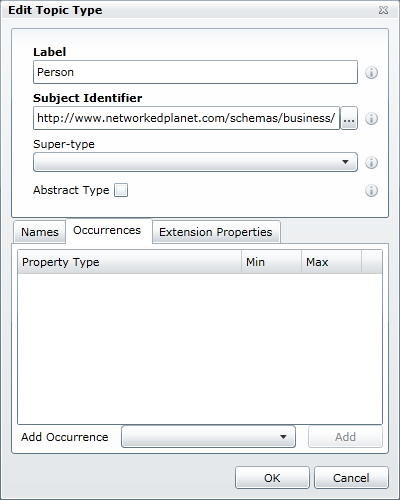 Edit Topic Type
Label
Person
Subject Identifier
http://www.networkedplanet.com/schemas/business/ ...
Super-type
Abstract Type
Names Occurrences Extension Properties
Property Type Min Max
Add Occurrence Add
OK Cancel